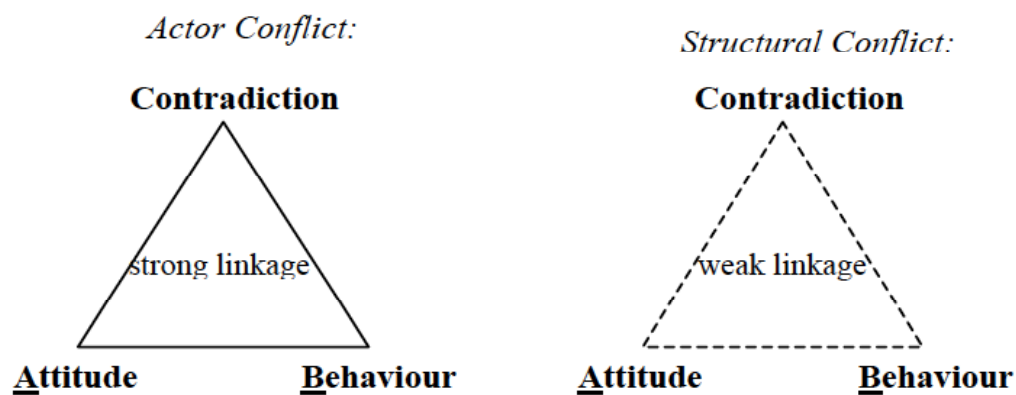 Actor Conflict:
Structural Conflict:
Contradiction
Contradiction
strong linkage
weak linkage
Attitude
Behaviour
Attitude
Behaviour